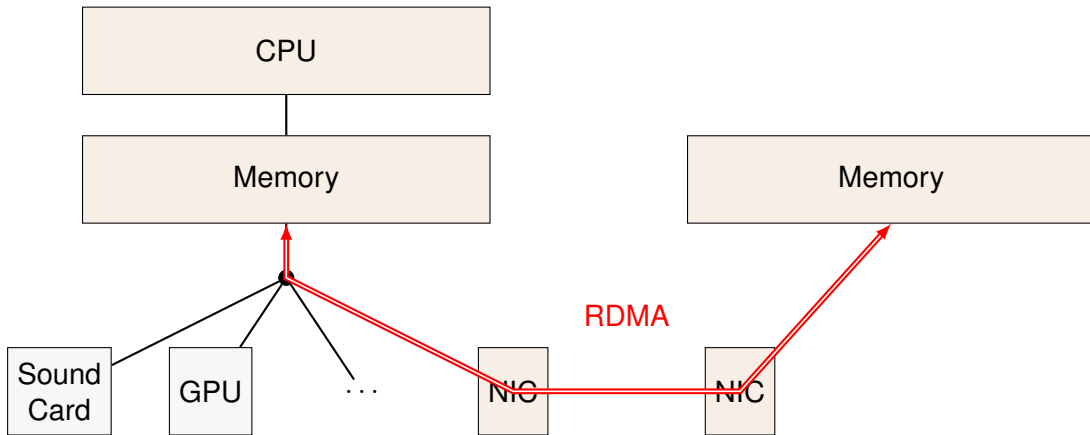 CPU
Memory
Memory
RDMA
Sound
Card
GPU
...
NIC
NIC